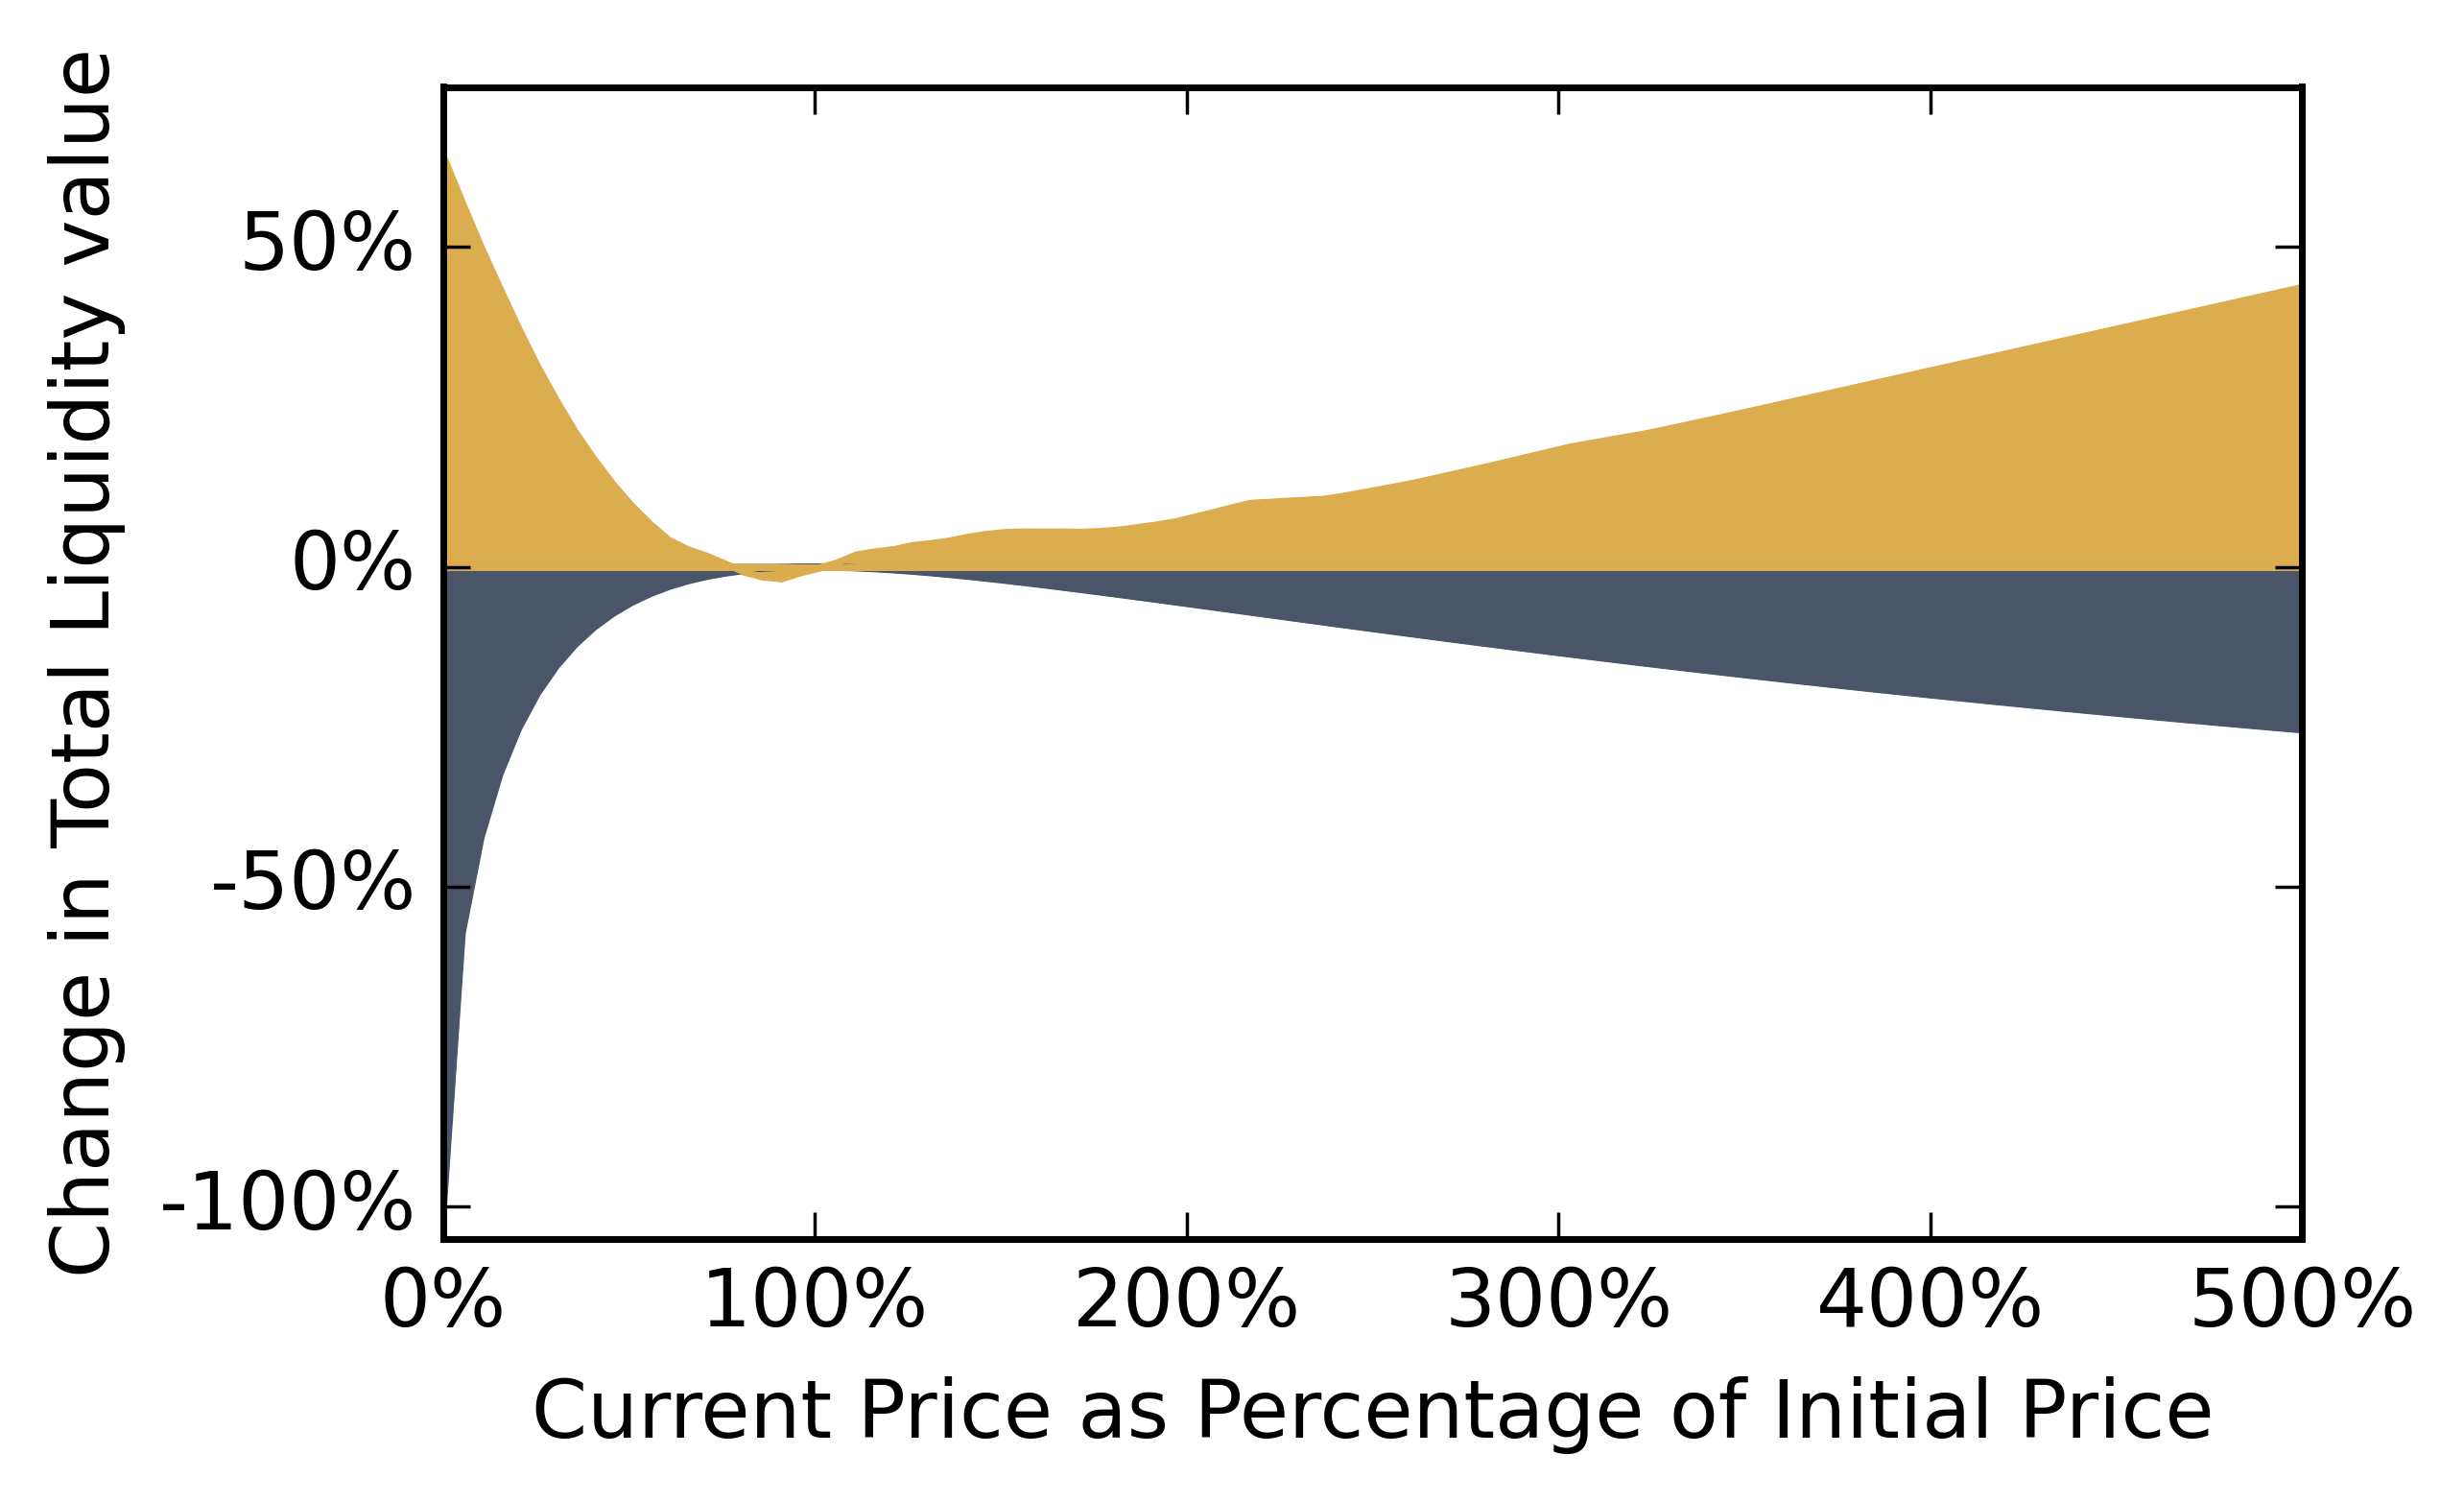 Change in Total Liquidity value
50%
0%
-50%
-100%
0% 100% 200% 300% 400% 500%
Current Price as Percentage of Initial Price